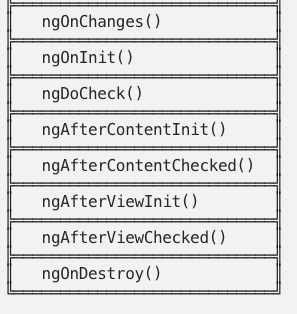 ngOnChanges()
ngOnInit()
ngDoCheck()
ngAfterContentInit()
ngAfterContentChecked()
ngAfterViewInit()
ngAfterViewChecked()
ngOnDestroy()